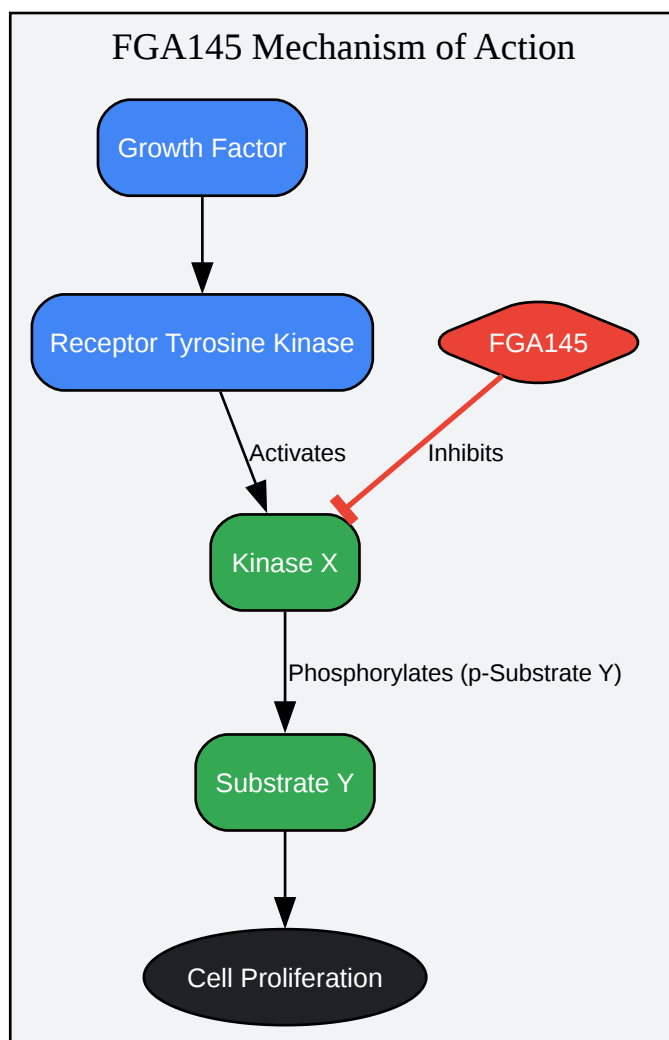 FGA145 Mechanism of Action
Growth Factor
Receptor Tyrosine Kinase
FGA145
Activates
Inhibits
Kinase X
Phosphorylates (p-Substrate Y)
Substrate Y
Cell Proliferation